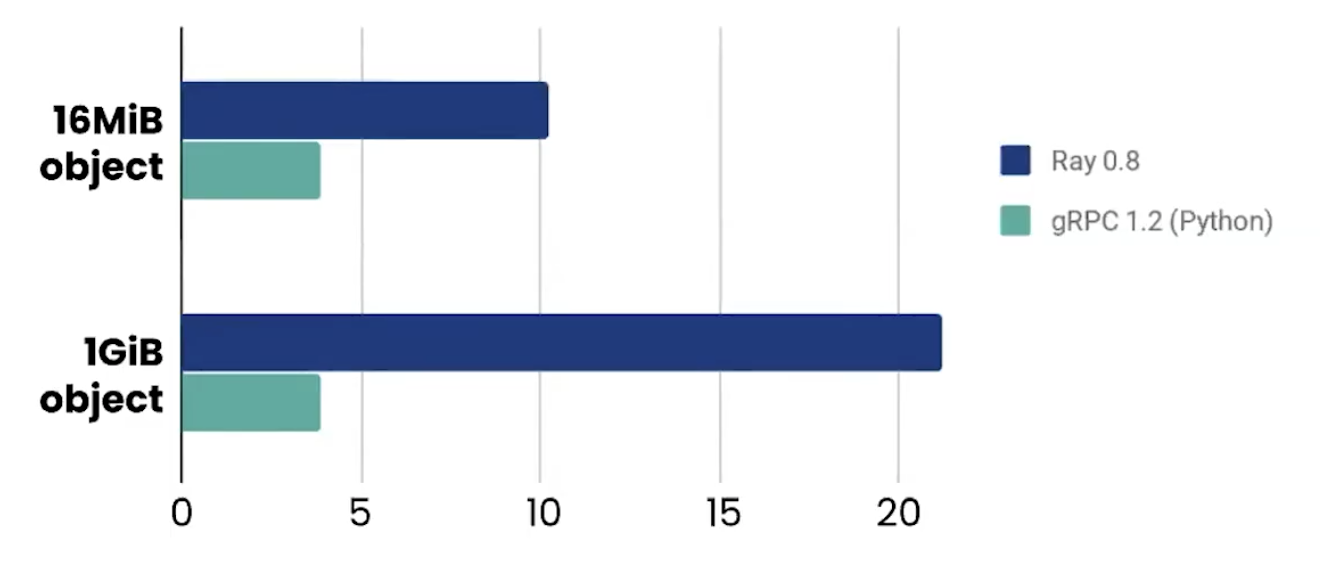 16MiB
object
Ray 0.8
gRPC 1.2 (Python)
1GiB
object
0 5 10 15 20